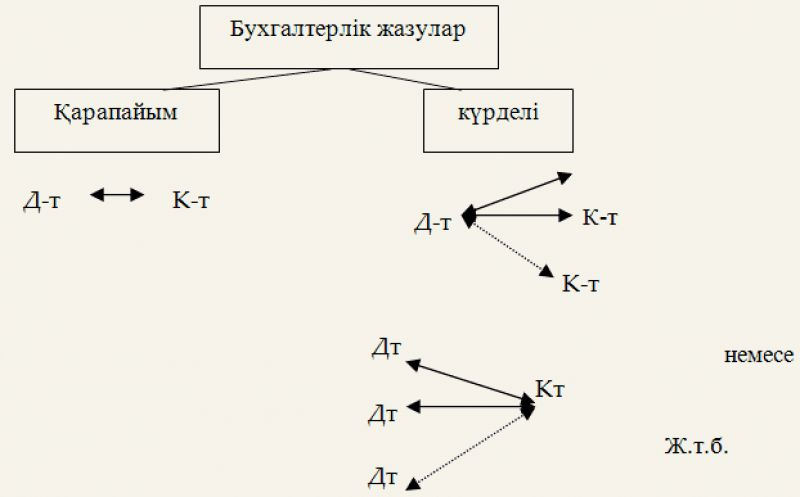 Бухгалтерлік жазулар
Қарапайым
күрделі
Д-т
К-т
Д-т
К-т
К-т
Дт
немесе
Кт
Дт
Ж.т.б.
Дт